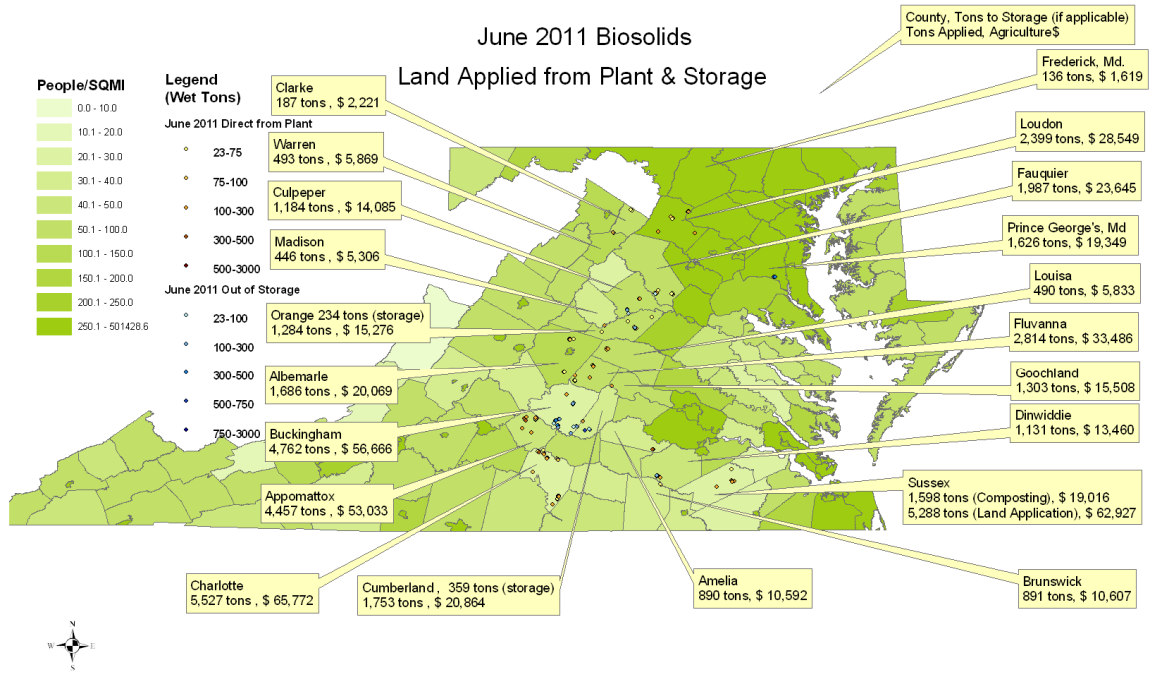 June 2011 Biosolids
Land Applied from Plant & Storage
County, Tons to Storage (if applicable)
Tons Applied, Agriculture$
People/SQMI
0.0 - 10.0
10.1 - 20.0
20.1 - 30.0
30.1 - 40.0
40.1 - 50.0
50.1 - 100.0
100.1 - 150.0
150.1 - 200.0
200.1 - 250.0
250.1 - 501428.6
Legend
(Wet Tons)
June 2011 Direct from Plant
23-75
75-100
100-300
300-500
500-3000
June 2011 Out of Storage
23-100
100-300
300-500
500-750
750-3000
Clarke
187 tons , $ 2,221
Warren
493 tons , $ 5,869
Culpeper
1,184 tons , $ 14,085
Madison
446 tons , $ 5,306
Orange 234 tons (storage)
1,284 tons , $ 15,276
Albemarle
1,686 tons , $ 20,069
Buckingham
4,762 tons , $ 56,666
Appomattox
4,457 tons , $ 53,033
Charlotte
5,527 tons , $ 65,772
Cumberland , 359 tons (storage)
1,753 tons , $ 20,864
Amelia
890 tons, $ 10,592
Brunswick
891 tons, $ 10,607
Frederick, Md.
136 tons, $ 1,619
Loudon
2,399 tons, $ 28,549
Fauquier
1,987 tons, $ 23,645
Prince George's, Md
1,626 tons, $ 19,349
Louisa
490 tons, $ 5,833
Fluvanna
2,814 tons, $ 33,486
Goochland
1,303 tons, $ 15,508
Dinwiddie
1,131 tons, $ 13,460
Sussex
1,598 tons (Composting), $ 19,016
5,288 tons (Land Application), $ 62,927
N
W E
S